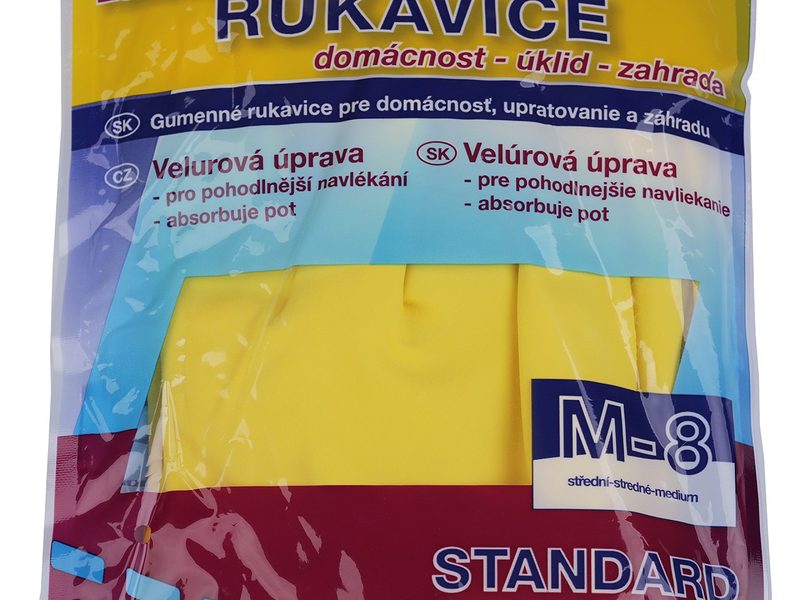 RUKAVICE
domácnost - úklid - zahrada
SK Gumenné rukavice pre domácnosť, upratovanie a záhradu
CZ Velurová úprava
- pro pohodlnější navlékání
- absorbuje pot
SK Velúrová úprava
- pre pohodlnejšie navliekanie
- absorbuje pot
M-8
střední-stredné-medium
STANDARD